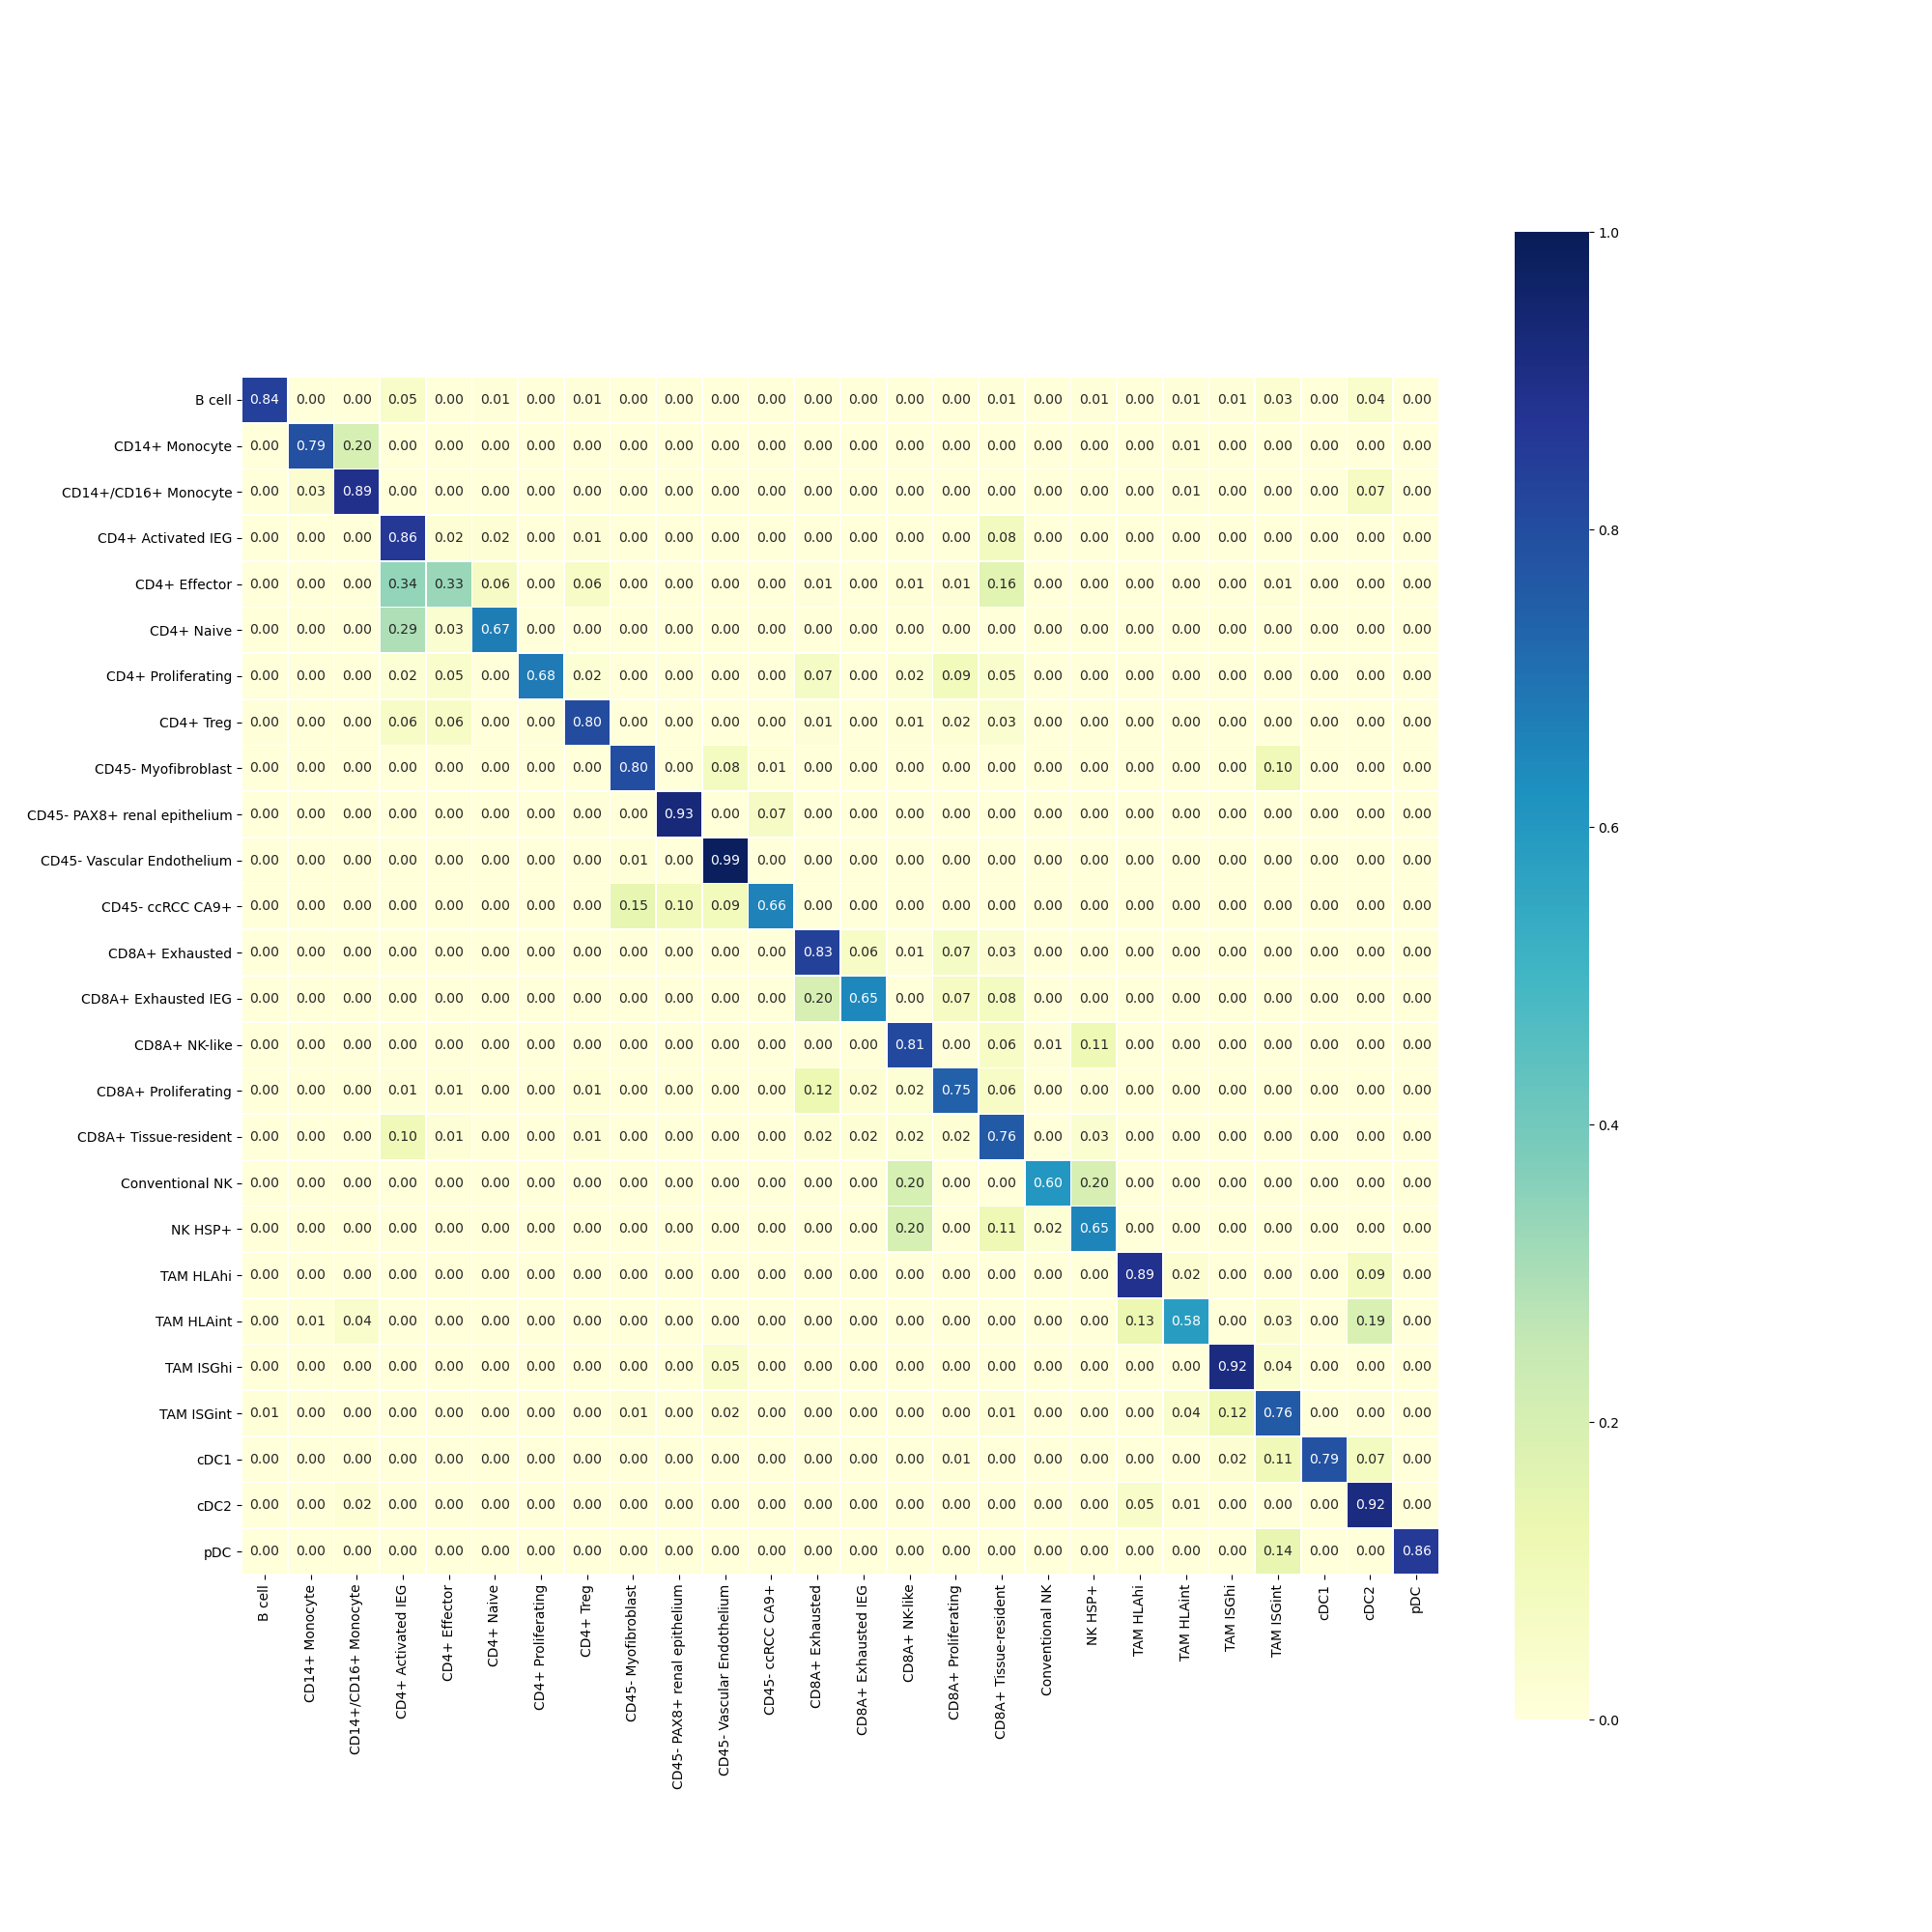 B cell 0.84 0.00 0.00 0.05 0.00 0.01 0.00 0.01 0.00 0.00 0.00 0.00 0.00 0.00 0.00 0.00 0.01 0.00 0.01 0.00 0.01 0.01 0.03 0.00 0.04 0.00
CD14+ Monocyte 0.00 0.79 0.20 0.00 0.00 0.00 0.00 0.00 0.00 0.00 0.00 0.00 0.00 0.00 0.00 0.00 0.00 0.00 0.00 0.00 0.01 0.00 0.00 0.00 0.00 0.00
CD14+/CD16+ Monocyte 0.00 0.03 0.89 0.00 0.00 0.00 0.00 0.00 0.00 0.00 0.00 0.00 0.00 0.00 0.00 0.00 0.00 0.00 0.00 0.00 0.01 0.00 0.00 0.00 0.07 0.00
CD4+ Activated IEG 0.00 0.00 0.00 0.86 0.02 0.02 0.00 0.01 0.00 0.00 0.00 0.00 0.00 0.00 0.00 0.00 0.08 0.00 0.00 0.00 0.00 0.00 0.00 0.00 0.00 0.00
CD4+ Effector 0.00 0.00 0.00 0.34 0.33 0.06 0.00 0.06 0.00 0.00 0.00 0.00 0.01 0.00 0.01 0.01 0.16 0.00 0.00 0.00 0.00 0.00 0.01 0.00 0.00 0.00
CD4+ Naive 0.00 0.00 0.00 0.29 0.03 0.67 0.00 0.00 0.00 0.00 0.00 0.00 0.00 0.00 0.00 0.00 0.00 0.00 0.00 0.00 0.00 0.00 0.00 0.00 0.00 0.00
CD4+ Proliferating 0.00 0.00 0.00 0.02 0.05 0.00 0.68 0.02 0.00 0.00 0.00 0.00 0.07 0.00 0.02 0.09 0.05 0.00 0.00 0.00 0.00 0.00 0.00 0.00 0.00 0.00
CD4+ Treg 0.00 0.00 0.00 0.06 0.06 0.00 0.00 0.80 0.00 0.00 0.00 0.00 0.01 0.00 0.01 0.02 0.03 0.00 0.00 0.00 0.00 0.00 0.00 0.00 0.00 0.00
CD45- Myofibroblast 0.00 0.00 0.00 0.00 0.00 0.00 0.00 0.00 0.80 0.00 0.08 0.01 0.00 0.00 0.00 0.00 0.00 0.00 0.00 0.00 0.00 0.00 0.10 0.00 0.00 0.00
CD45- PAX8+ renal epithelium 0.00 0.00 0.00 0.00 0.00 0.00 0.00 0.00 0.00 0.93 0.00 0.07 0.00 0.00 0.00 0.00 0.00 0.00 0.00 0.00 0.00 0.00 0.00 0.00 0.00 0.00
CD45- Vascular Endothelium 0.00 0.00 0.00 0.00 0.00 0.00 0.00 0.00 0.01 0.00 0.99 0.00 0.00 0.00 0.00 0.00 0.00 0.00 0.00 0.00 0.00 0.00 0.00 0.00 0.00 0.00
CD45- ccRCC CA9+ 0.00 0.00 0.00 0.00 0.00 0.00 0.00 0.00 0.15 0.10 0.09 0.66 0.00 0.00 0.00 0.00 0.00 0.00 0.00 0.00 0.00 0.00 0.00 0.00 0.00 0.00
CD8A+ Exhausted 0.00 0.00 0.00 0.00 0.00 0.00 0.00 0.00 0.00 0.00 0.00 0.00 0.83 0.06 0.01 0.07 0.03 0.00 0.00 0.00 0.00 0.00 0.00 0.00 0.00 0.00
CD8A+ Exhausted IEG 0.00 0.00 0.00 0.00 0.00 0.00 0.00 0.00 0.00 0.00 0.00 0.00 0.20 0.65 0.00 0.07 0.08 0.00 0.00 0.00 0.00 0.00 0.00 0.00 0.00 0.00
CD8A+ NK-like 0.00 0.00 0.00 0.00 0.00 0.00 0.00 0.00 0.00 0.00 0.00 0.00 0.00 0.00 0.81 0.00 0.06 0.01 0.11 0.00 0.00 0.00 0.00 0.00 0.00 0.00
CD8A+ Proliferating 0.00 0.00 0.00 0.01 0.01 0.00 0.00 0.01 0.00 0.00 0.00 0.00 0.12 0.02 0.02 0.75 0.06 0.00 0.00 0.00 0.00 0.00 0.00 0.00 0.00 0.00
CD8A+ Tissue-resident 0.00 0.00 0.00 0.10 0.01 0.00 0.00 0.01 0.00 0.00 0.00 0.00 0.02 0.02 0.02 0.02 0.76 0.00 0.03 0.00 0.00 0.00 0.00 0.00 0.00 0.00
Conventional NK 0.00 0.00 0.00 0.00 0.00 0.00 0.00 0.00 0.00 0.00 0.00 0.00 0.00 0.00 0.20 0.00 0.00 0.60 0.20 0.00 0.00 0.00 0.00 0.00 0.00 0.00
NK HSP+ 0.00 0.00 0.00 0.00 0.00 0.00 0.00 0.00 0.00 0.00 0.00 0.00 0.00 0.00 0.20 0.00 0.11 0.02 0.65 0.00 0.00 0.00 0.00 0.00 0.00 0.00
TAM HLAhi 0.00 0.00 0.00 0.00 0.00 0.00 0.00 0.00 0.00 0.00 0.00 0.00 0.00 0.00 0.00 0.00 0.00 0.00 0.00 0.89 0.02 0.00 0.00 0.00 0.09 0.00
TAM HLAint 0.00 0.01 0.04 0.00 0.00 0.00 0.00 0.00 0.00 0.00 0.00 0.00 0.00 0.00 0.00 0.00 0.00 0.00 0.00 0.13 0.58 0.00 0.03 0.00 0.19 0.00
TAM ISGhi 0.00 0.00 0.00 0.00 0.00 0.00 0.00 0.00 0.00 0.00 0.05 0.00 0.00 0.00 0.00 0.00 0.00 0.00 0.00 0.00 0.00 0.92 0.04 0.00 0.00 0.00
TAM ISGint 0.01 0.00 0.00 0.00 0.00 0.00 0.00 0.00 0.01 0.00 0.02 0.00 0.00 0.00 0.00 0.00 0.01 0.00 0.00 0.00 0.04 0.12 0.76 0.00 0.00 0.00
cDC1 0.00 0.00 0.00 0.00 0.00 0.00 0.00 0.00 0.00 0.00 0.00 0.00 0.00 0.00 0.00 0.01 0.00 0.00 0.00 0.00 0.00 0.02 0.11 0.79 0.07 0.00
cDC2 0.00 0.00 0.02 0.00 0.00 0.00 0.00 0.00 0.00 0.00 0.00 0.00 0.00 0.00 0.00 0.00 0.00 0.00 0.00 0.05 0.01 0.00 0.00 0.00 0.92 0.00
pDC 0.00 0.00 0.00 0.00 0.00 0.00 0.00 0.00 0.00 0.00 0.00 0.00 0.00 0.00 0.00 0.00 0.00 0.00 0.00 0.00 0.00 0.00 0.14 0.00 0.00 0.86
B cell
CD14+ Monocyte
CD14+/CD16+ Monocyte
CD4+ Activated IEG
CD4+ Effector
CD4+ Naive
CD4+ Proliferating
CD4+ Treg
CD45- Myofibroblast
CD45- PAX8+ renal epithelium
CD45- Vascular Endothelium
CD45- ccRCC CA9+
CD8A+ Exhausted
CD8A+ Exhausted IEG
CD8A+ NK-like
CD8A+ Proliferating
CD8A+ Tissue-resident
Conventional NK
NK HSP+
TAM HLAhi
TAM HLAint
TAM ISGhi
TAM ISGint
cDC1
cDC2
pDC
1.0
0.8
0.6
0.4
0.2
0.0